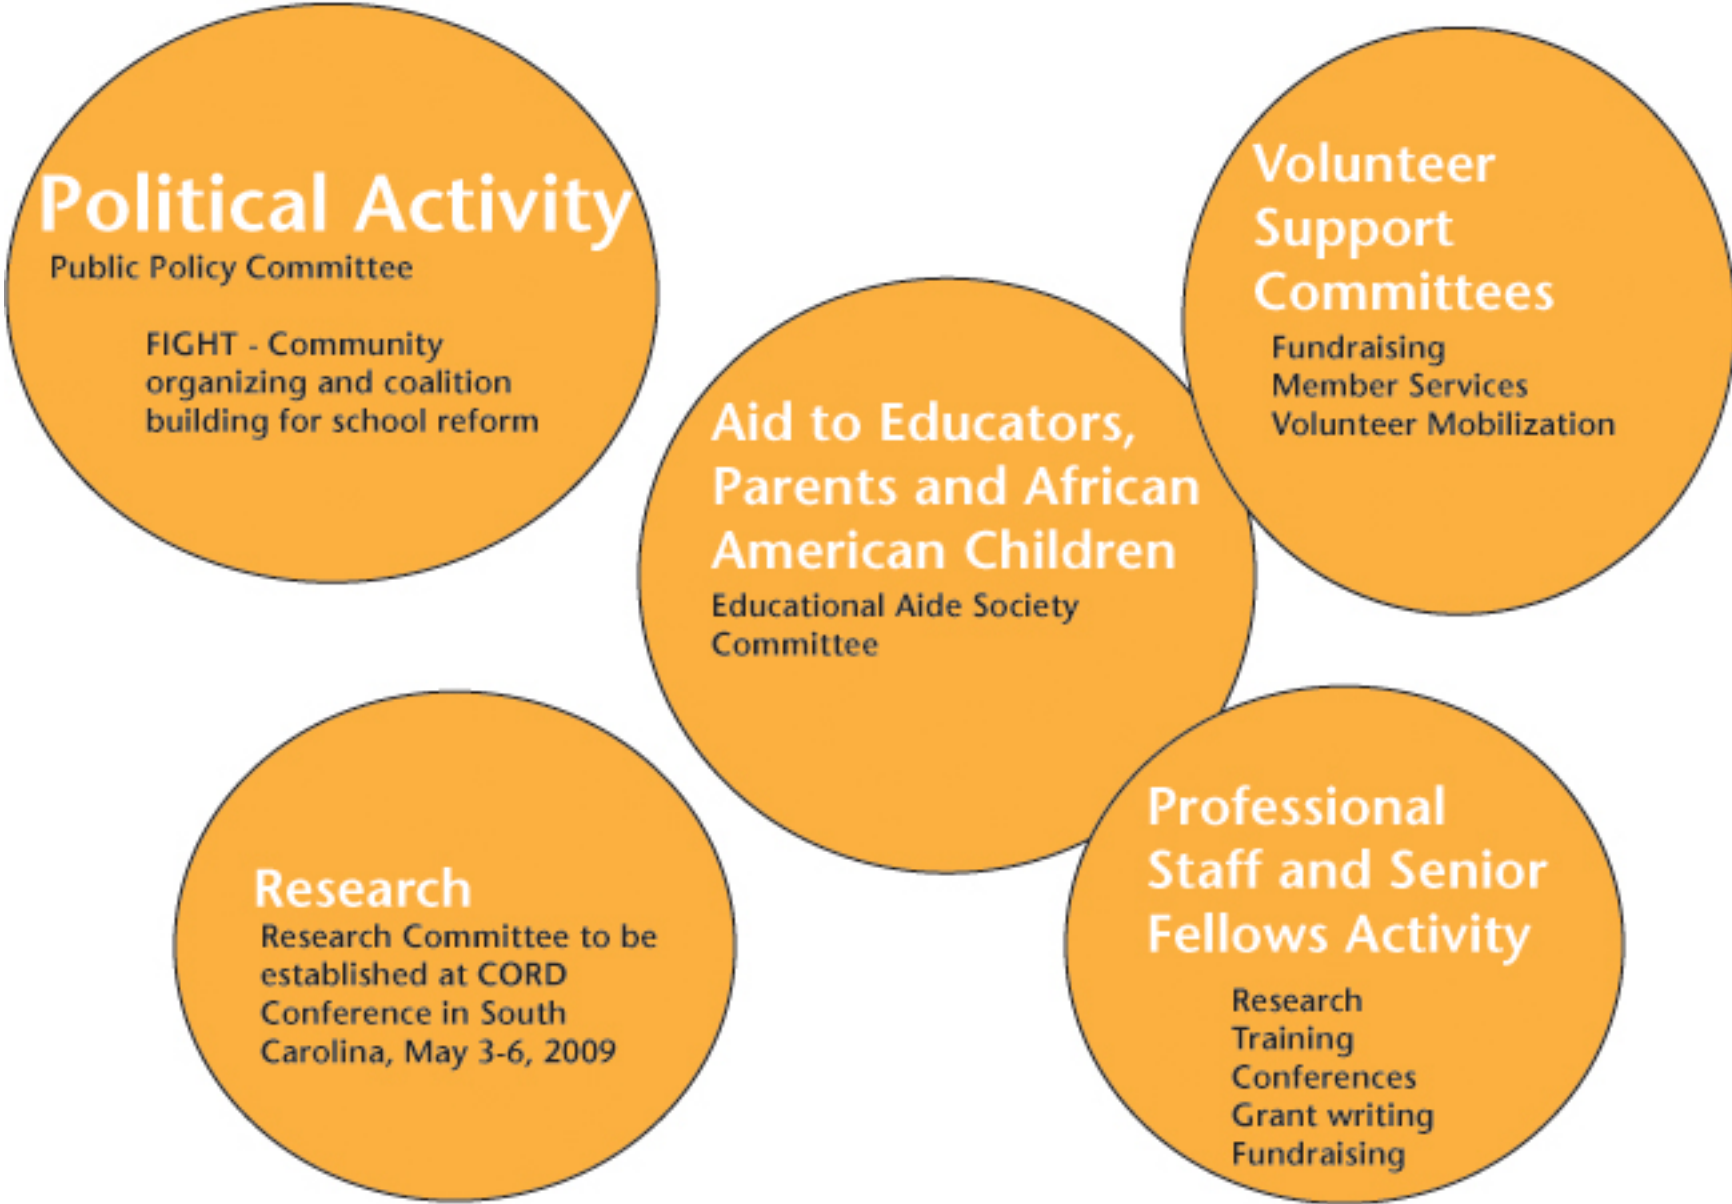 Political Activity
Public Policy Committee
FIGHT - Community
organizing and coalition
building for school reform
Volunteer
Support
Committees
Fundraising
Member Services
Volunteer Mobilization
Aid to Educators,
Parents and African
American Children
Educational Aide Society
Committee
Research
Research Committee to be
established at CORD
Conference in South
Carolina, May 3-6, 2009
Professional
Staff and Senior
Fellows Activity
Research
Training
Conferences
Grant writing
Fundraising